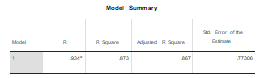 Model Summary
Std. Error of the
Model R R Square Adjusted R Square Estimate
1 .934ᵃ .873 .867 .77306